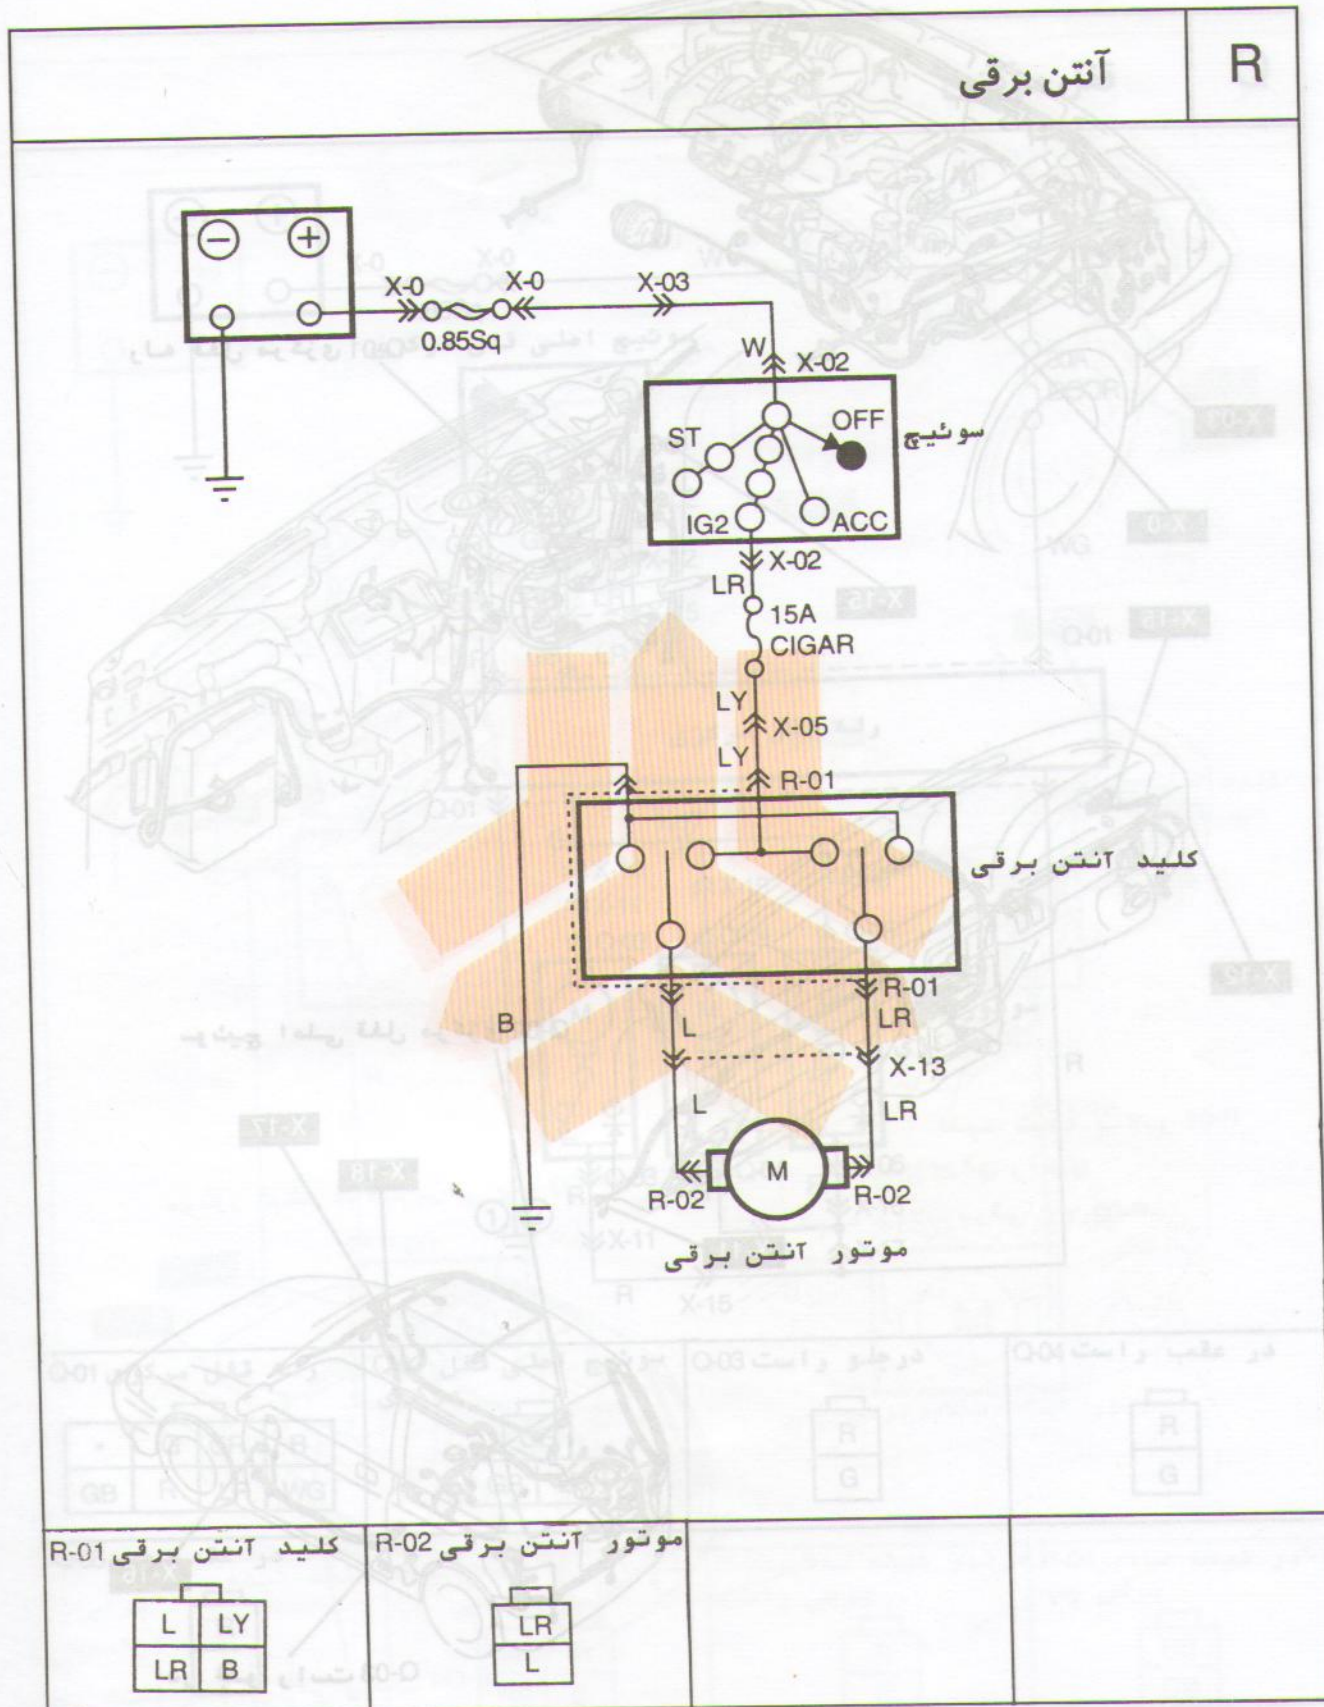 آنتن برقی
R
X-0
X-0
X-03
0.85Sq
W
X-02
ST
OFF
سوئیچ
IG2
ACC
X-02
LR
15A
CIGAR
LY
X-05
LY
R-01
کلید آنتن برقی
R-01
B
L
LR
X-13
L
LR
M
R-02
R-02
موتور آنتن برقی
کلید آنتن برقی R-01
L LY
LR B
موتور آنتن برقی R-02
LR
L